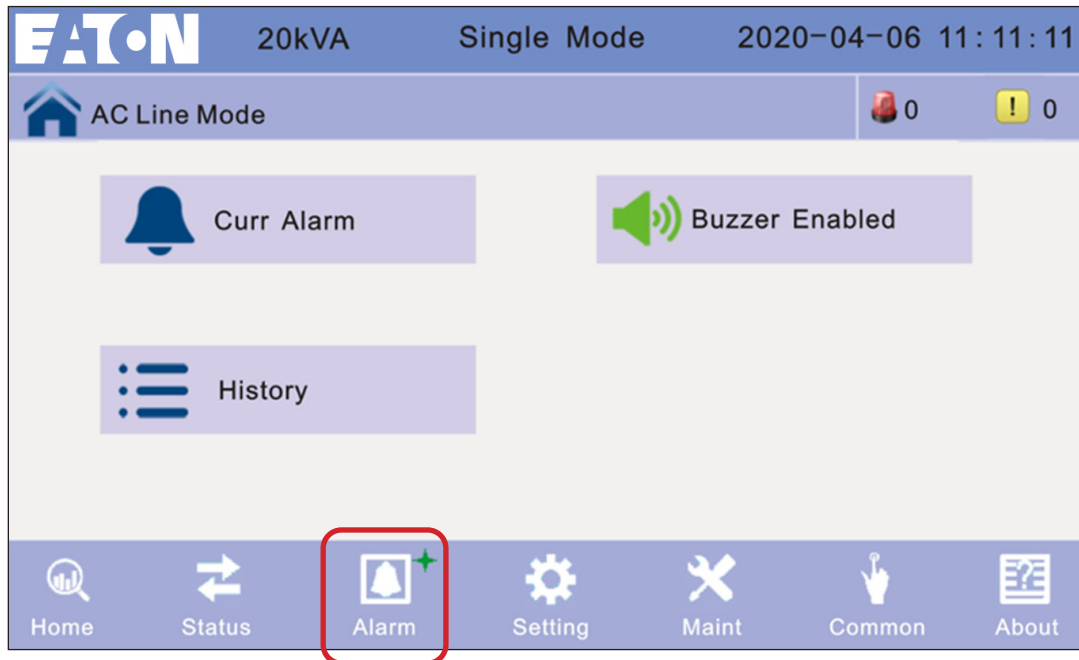 EATON 20kVA Single Mode 2020-04-06 11:11:11
AC Line Mode 0 ! 0
Curr Alarm Buzzer Enabled
History
Home Status Alarm Setting Maint Common About